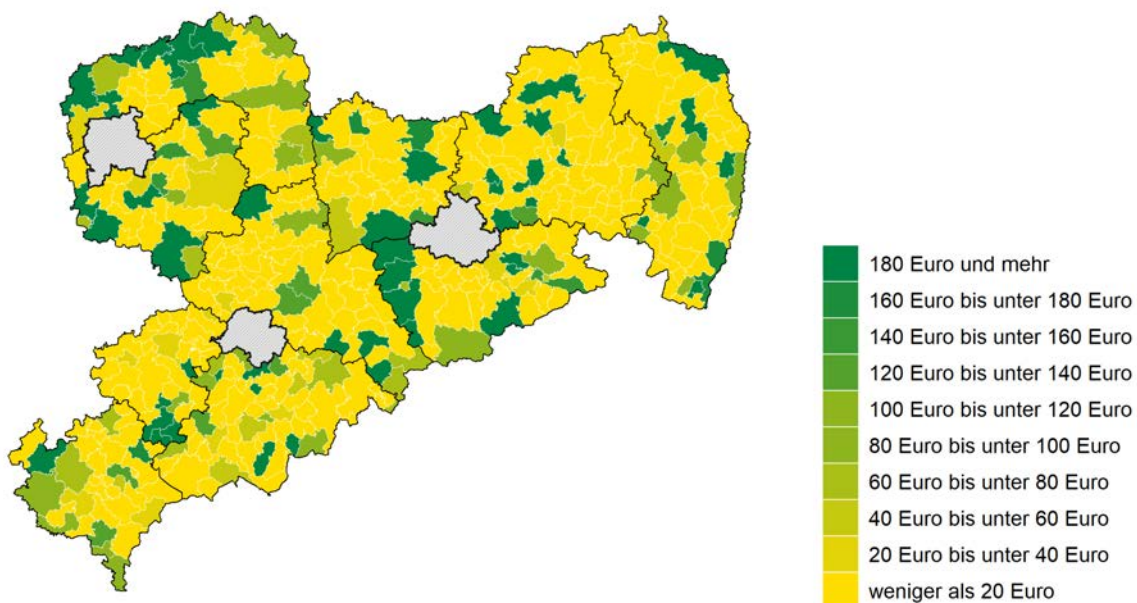 180 Euro und mehr
160 Euro bis unter 180 Euro
140 Euro bis unter 160 Euro
120 Euro bis unter 140 Euro
100 Euro bis unter 120 Euro
80 Euro bis unter 100 Euro
60 Euro bis unter 80 Euro
40 Euro bis unter 60 Euro
20 Euro bis unter 40 Euro
weniger als 20 Euro